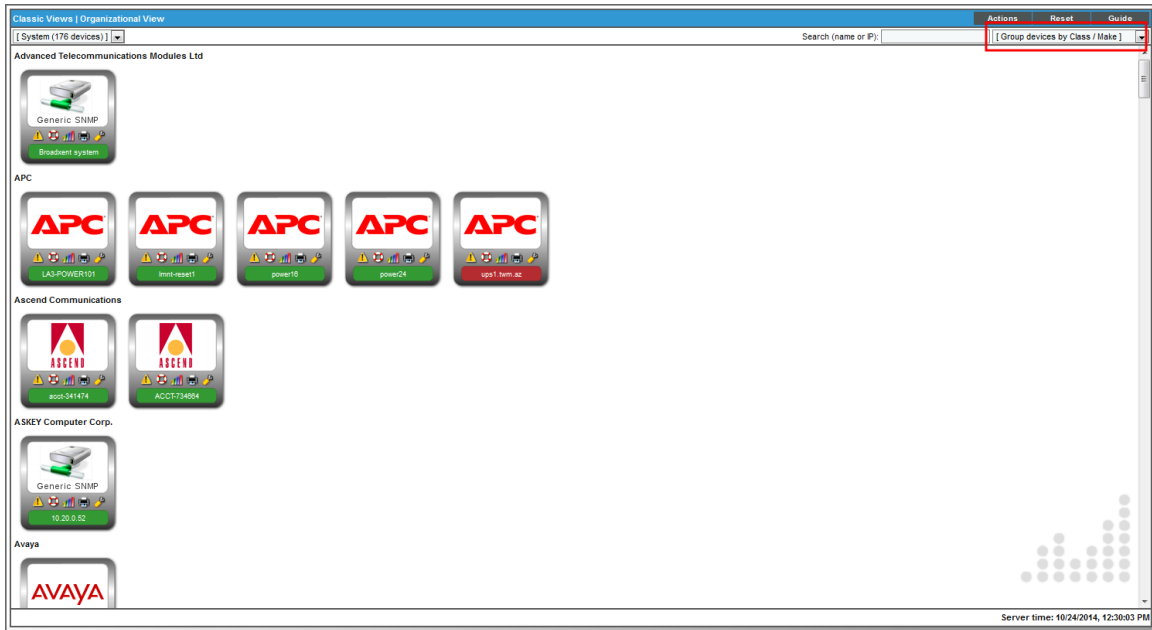 Classic Views | Organizational View Actions Reset Guide
[ System (176 devices) ] Search (name or IP): [ Group devices by Class / Make ]
Advanced Telecommunications Modules Ltd
Generic SNMP
Broadxent system
APC
APC APC APC APC APC
LA3-POWER101 lmnt-reset1 power16 power24 ups1.twm.az
Ascend Communications
ASCEND ASCEND
acct-341474 ACCT-734664
ASKEY Computer Corp.
Generic SNMP
10.20.0.52
Avaya
AVAYA
Server time: 10/24/2014, 12:30:03 PM